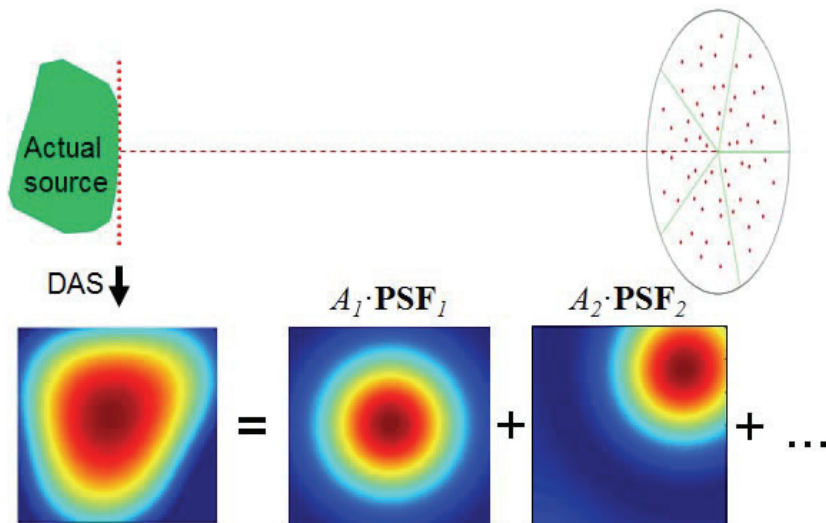 Actual
source
DAS
A₁·PSF₁
A₂·PSF₂
= + + ...